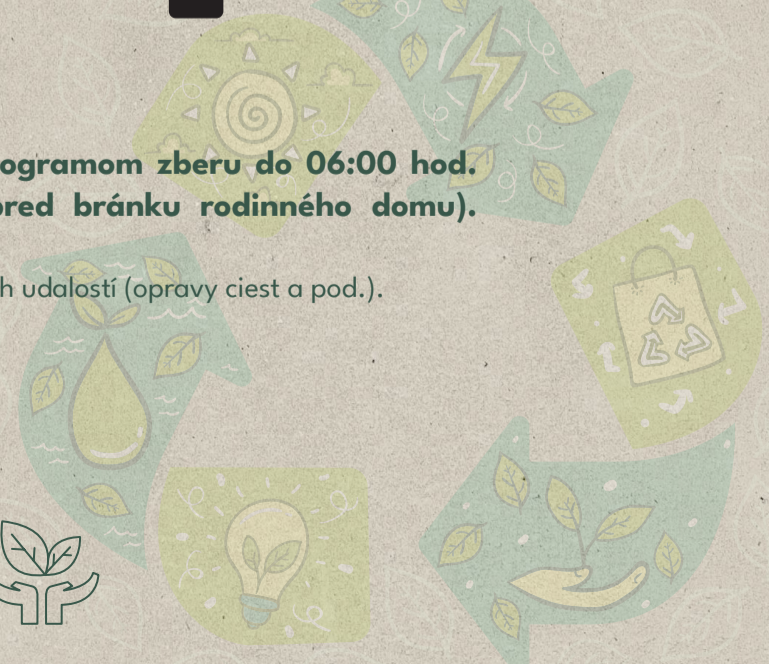 ogramom zberu do 06:00 hod.
pred bránku rodinného domu).
h udalostí (opravy ciest a pod.).